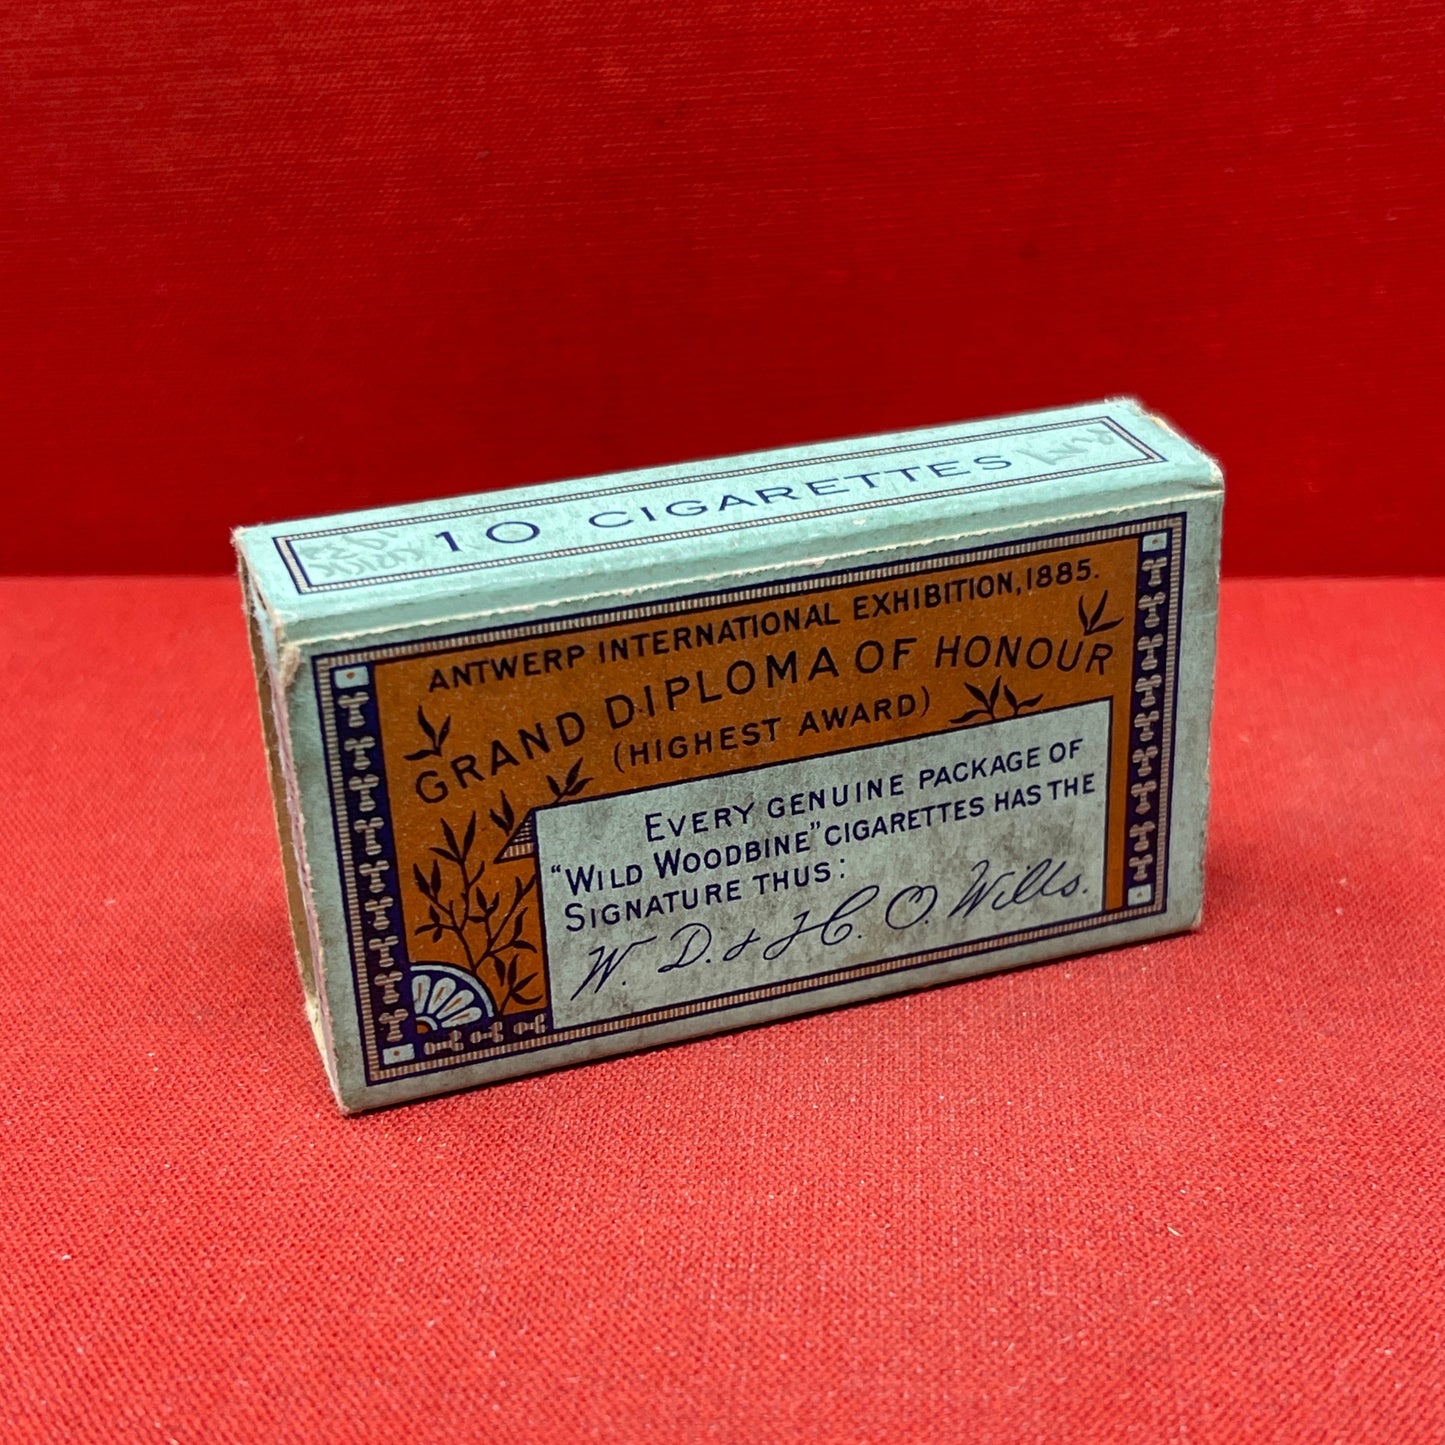 10 CIGARETTES
ANTWERP INTERNATIONAL EXHIBITION, 1885.
GRAND DIPLOMA OF HONOUR
(HIGHEST AWARD)
EVERY GENUINE PACKAGE OF
"WILD WOODBINE" CIGARETTES HAS THE
SIGNATURE THUS:
W. D. & H. O. Wills.